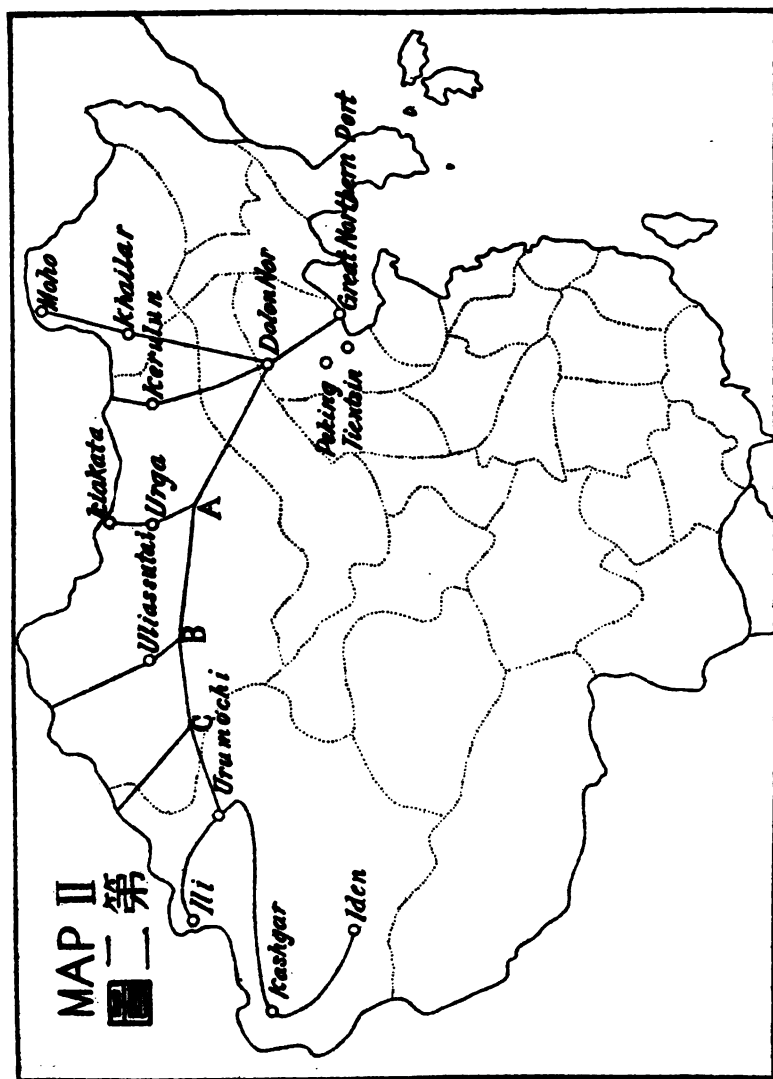 MAP II
第二圖
Moho
Khailar
Kerulun
Kiakata
Urga
Uliassutai
Dolon Nor
Great Northern Port
Peking
Tientsin
A
B
C
Urumöchi
Ili
Kashgar
Iden